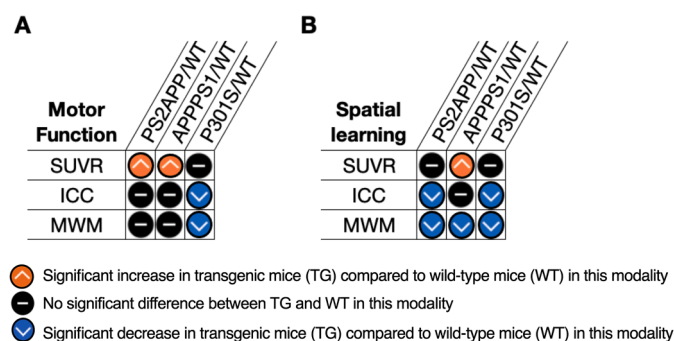 A
B
PS2APP/WT
APPPS1/WT
P301S/WT
Motor
Function
SUVR
ICC
MWM
PS2APP/WT
APPPS1/WT
P301S/WT
Spatial
learning
SUVR
ICC
MWM
Significant increase in transgenic mice (TG) compared to wild-type mice (WT) in this modality
No significant difference between TG and WT in this modality
Significant decrease in transgenic mice (TG) compared to wild-type mice (WT) in this modality